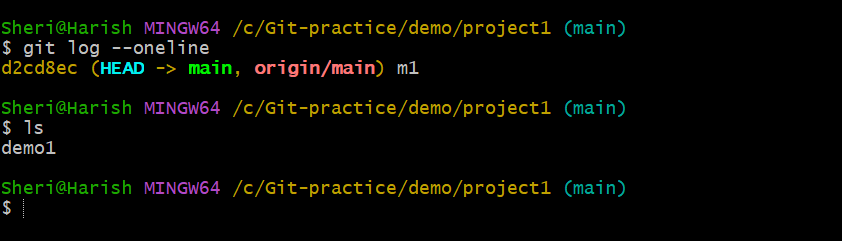 Sheri@Harish MINGW64 /c/Git-practice/demo/project1 (main)
$ git log --oneline
d2cd8ec (HEAD -> main, origin/main) m1
Sheri@Harish MINGW64 /c/Git-practice/demo/project1 (main)
$ ls
demo1
Sheri@Harish MINGW64 /c/Git-practice/demo/project1 (main)
$